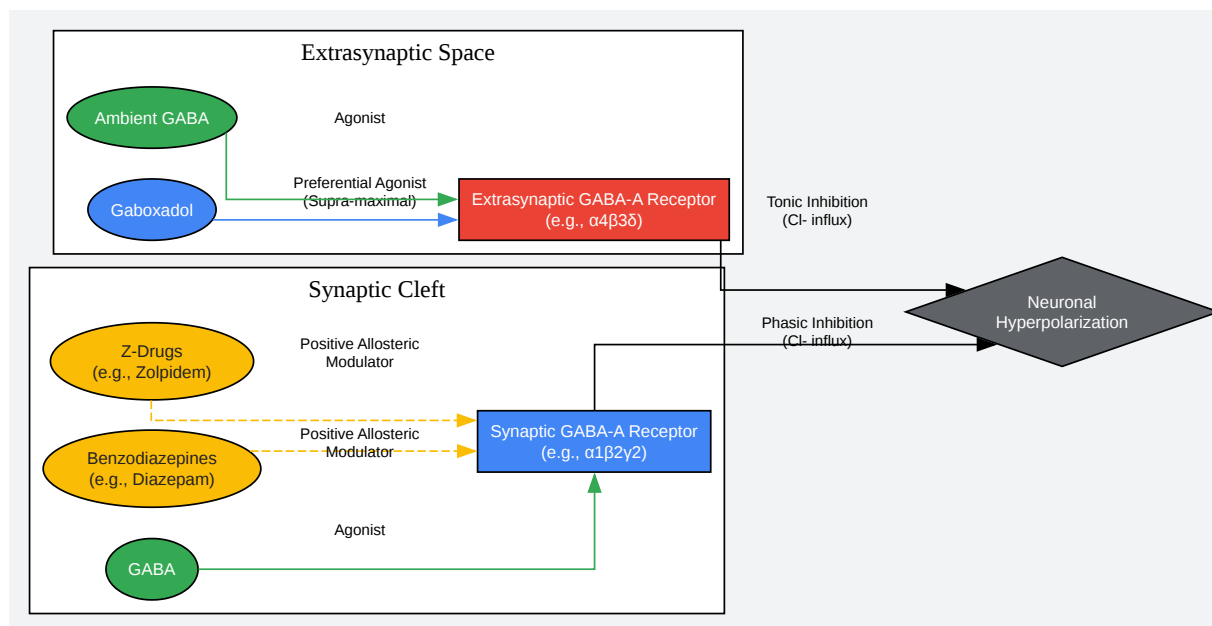 Extrasynaptic Space
Ambient GABA
Agonist
Preferential Agonist
(Supra-maximal)
Gaboxadol
Extrasynaptic GABA-A Receptor
(e.g., α4β3δ)
Tonic Inhibition
(Cl- influx)
Synaptic Cleft
Neuronal
Hyperpolarization
Phasic Inhibition
(Cl- influx)
Z-Drugs
(e.g., Zolpidem)
Positive Allosteric
Modulator
Synaptic GABA-A Receptor
(e.g., α1β2γ2)
Positive Allosteric
Modulator
Benzodiazepines
(e.g., Diazepam)
Agonist
GABA